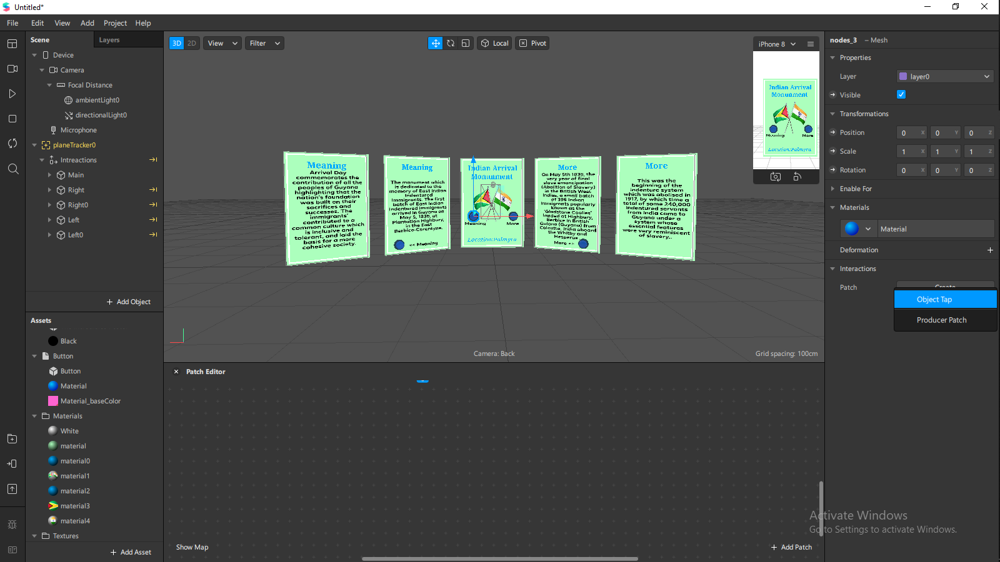 Untitled*
File Edit View Add Project Help
Scene
Layers
Device
Camera
Focal Distance
ambientLight0
directionalLight0
Microphone
planeTracker0
Intreactions
Main
Right
Right0
Left
Left0
Add Object
Assets
Black
Button
Button
Material
Material_baseColor
Materials
White
material
material0
material1
material2
material3
material4
Textures
Add Asset
3D 2D View Filter
Local Pivot
Meaning
Arrival Day
commemorates the
contribution of all the
peoples of Guyana
highlighting that the
nation's foundation
was built on their
sacrifices and
successes. The
immigrants'
contributed to a
common culture which
is inclusive and
tolerant, and laid the
basis for a more
cohesive society.
Meaning
The monument which
is dedicated to the
memory of East Indian
Indentured
Immigrants. The first
batch of East Indian
indentured immigrants
arrived in Guyana on
May 5, 1838, at
Plantation Highbury,
in the East
Berbice-Corentyne.
<< Meaning
Indian Arrival
Monunment
Meaning More
Location:Palmyra
More
On May 5th 1838, the
very year of final
slave emancipation
(Abolition of Slavery)
in the British West
Indies, a small batch
of 396 Indian
Immigrants popularly
known as the
'Gladstone Coolies'
landed at Highbury,
Berbice in British
Guiana (Guyana) from
Calcutta, India aboard
the Whitby and
Hesperus.
More >>
More
This was the
beginning of the
indenture system
which was abolised in
1917, by which time a
total of some 240,000
indentured servants
from India came to
Guyana under a
system whose
essential features
were very reminiscent
of slavery..
Camera: Back
Grid spacing: 100cm
iPhone 8
Indian Arrival
Monunment
Meaning More
Location:Palmyra
Patch Editor
Show Map
Add Patch
nodes_3 – Mesh
Properties
Layer layer0
Visible
Transformations
Position 0 X 0 Y 0 Z
Scale 1 X 1 Y 1 Z
Rotation 0 X 0 Y 0 Z
Enable For
Materials
Material
Deformation
Interactions
Patch Create
Object Tap
Producer Patch
Activate Windows
Go to Settings to activate Windows.